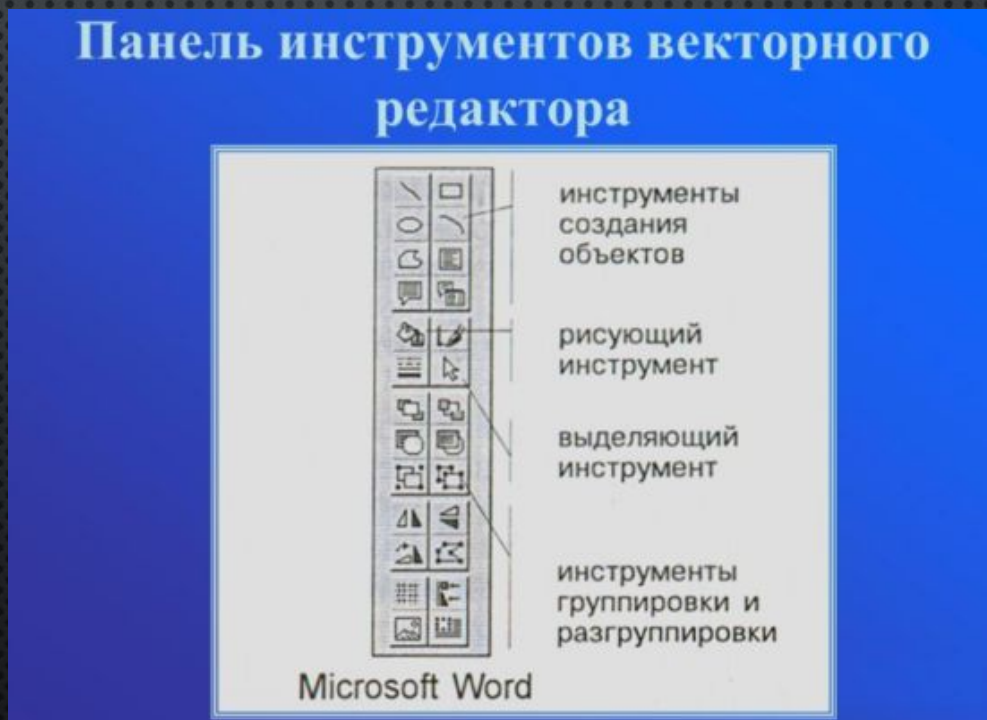 Панель инструментов векторного
редактора
инструменты
создания
объектов
рисующий
инструмент
выделяющий
инструмент
инструменты
группировки и
разгруппировки
Microsoft Word